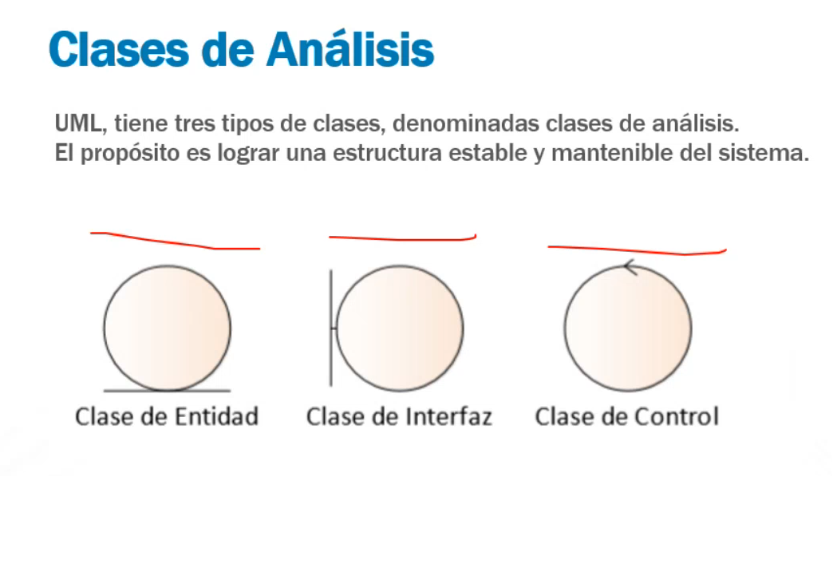 Clases de Análisis
UML, tiene tres tipos de clases, denominadas clases de análisis.
El propósito es lograr una estructura estable y mantenible del sistema.
Clase de Entidad
Clase de Interfaz
Clase de Control